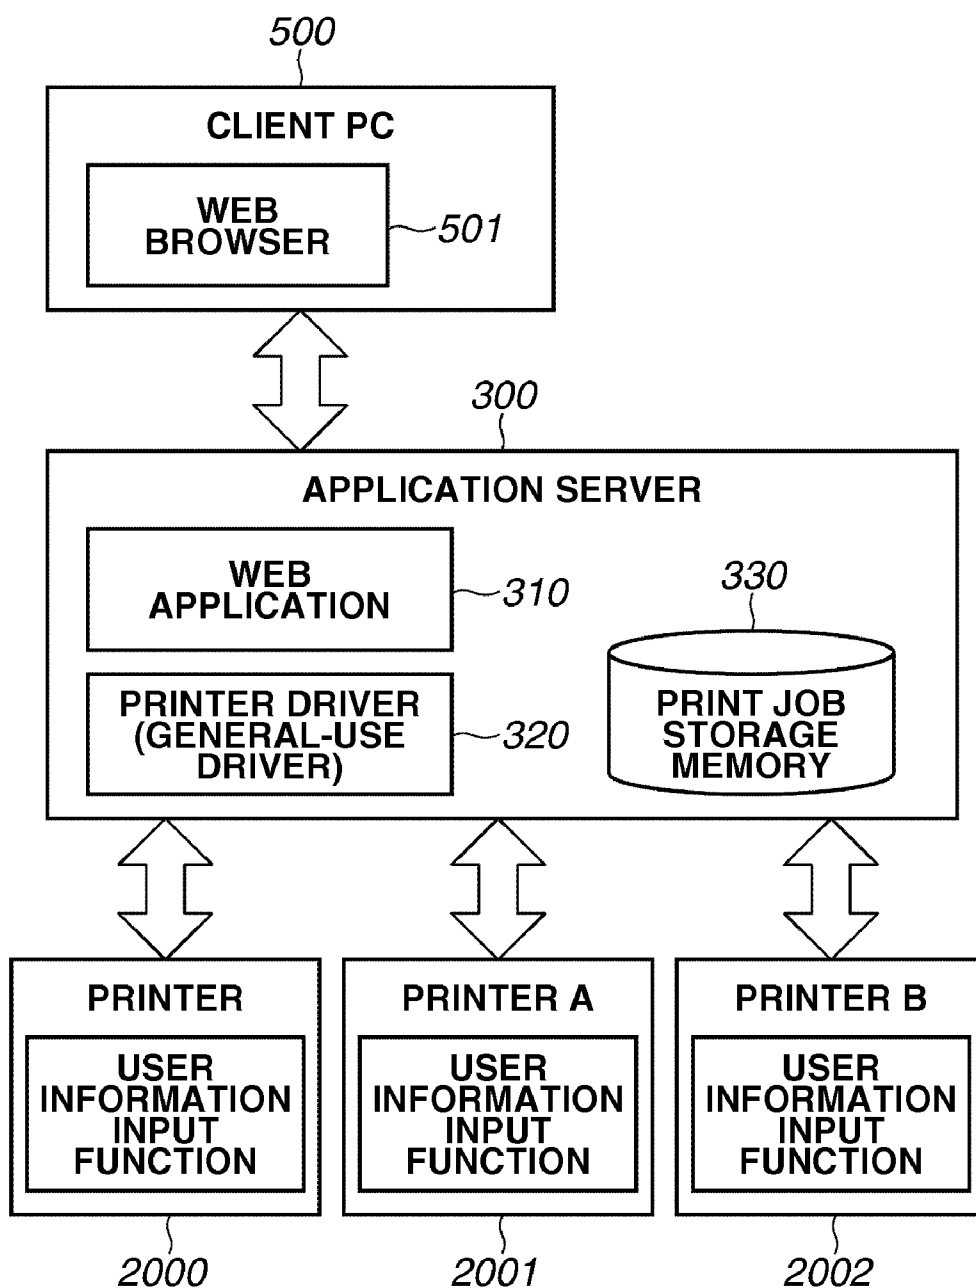 500
CLIENT PC
WEB
BROWSER
501
300
APPLICATION SERVER
WEB
APPLICATION
310
330
PRINTER DRIVER
(GENERAL-USE
DRIVER)
320
PRINT JOB
STORAGE
MEMORY
PRINTER
USER
INFORMATION
INPUT
FUNCTION
2000
PRINTER A
USER
INFORMATION
INPUT
FUNCTION
2001
PRINTER B
USER
INFORMATION
INPUT
FUNCTION
2002